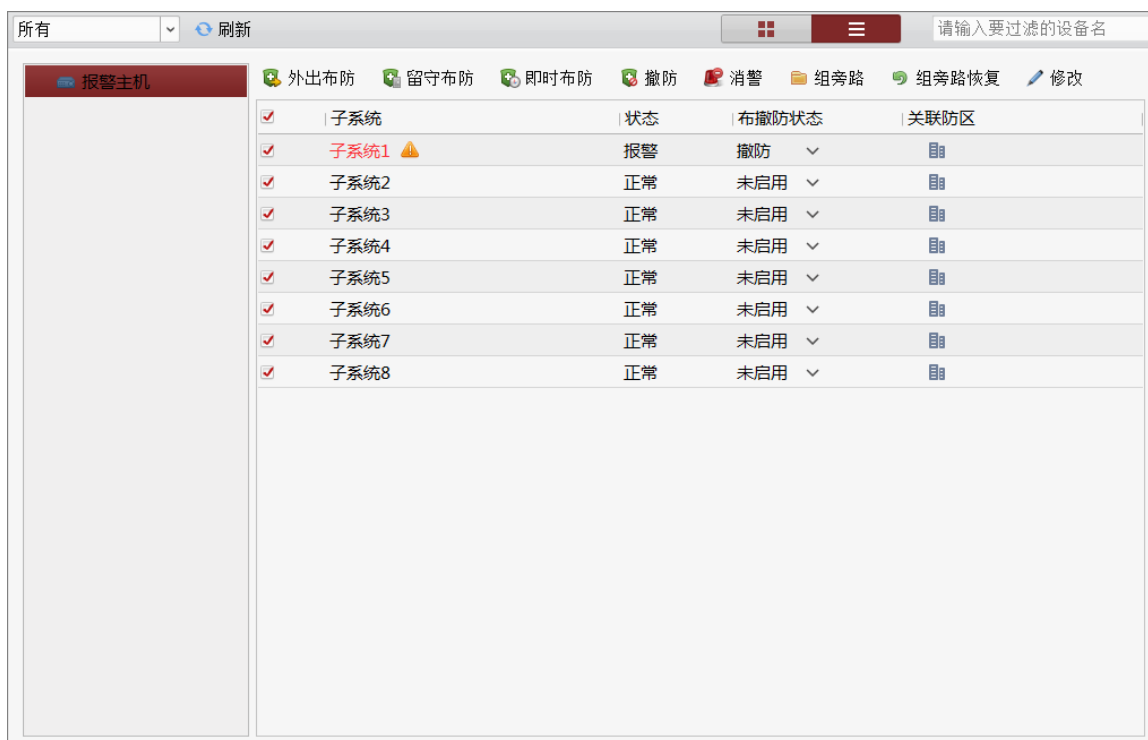 所有 刷新 请输入要过滤的设备名
报警主机
外出布防 留守布防 即时布防 撤防 消警 组旁路 组旁路恢复 修改
子系统 状态 布撤防状态 关联防区
子系统1 报警 撤防
子系统2 正常 未启用
子系统3 正常 未启用
子系统4 正常 未启用
子系统5 正常 未启用
子系统6 正常 未启用
子系统7 正常 未启用
子系统8 正常 未启用